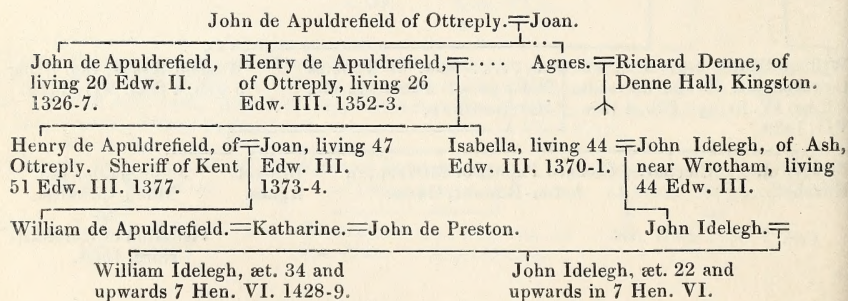 John de Apuldrefield of Ottreply.=Joan.
John de Apuldrefield, living 20 Edw. II. 1326-7.
Henry de Apuldrefield,=....
of Ottreply, living 26
Edw. III. 1352-3.
Agnes.=Richard Denne, of
Denne Hall, Kingston.
Henry de Apuldrefield, of=Joan, living 47
Ottreply. Sheriff of Kent Edw. III.
51 Edw. III. 1377. 1373-4.
Isabella, living 44=John Idelegh, of Ash,
Edw. III. 1370-1. near Wrotham, living
44 Edw. III.
William de Apuldrefield.=Katharine.=John de Preston.
John Idelegh.=
William Idelegh, æt. 34 and
upwards 7 Hen. VI. 1428-9.
John Idelegh, æt. 22 and
upwards in 7 Hen. VI.